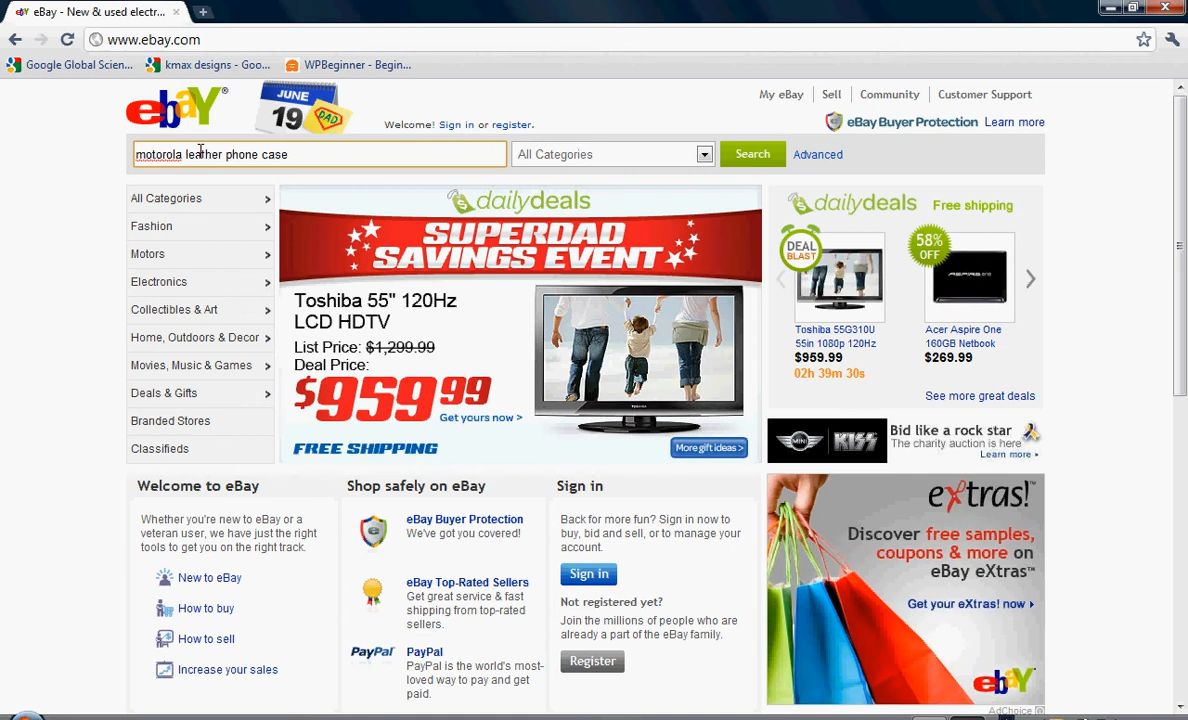 eBay - New & used electr...
www.ebay.com
Google Global Scien...
kmax designs - Goo...
WPBeginner - Begin...
ebaY®
JUNE
19
DAD
Welcome! Sign in or register.
My eBay
Sell
Community
Customer Support
eBay Buyer Protection Learn more
motorola leather phone case
All Categories
Search
Advanced
All Categories
Fashion
Motors
Electronics
Collectibles & Art
Home, Outdoors & Decor
Movies, Music & Games
Deals & Gifts
Branded Stores
Classifieds
dailydeals
SUPERDAD
SAVINGS EVENT
Toshiba 55" 120Hz
LCD HDTV
List Price: $1,299.99
Deal Price:
$959.99
Get yours now >
FREE SHIPPING
TOSHIBA
More gift ideas>
dailydeals Free shipping
DEAL
BLAST
58%
OFF
ASPIRE one
Toshiba 55G310U
55in 1080p 120Hz
$959.99
02h 39m 30s
Acer Aspire One
160GB Netbook
$269.99
See more great deals
MINI
KISS
Bid like a rock star
The charity auction is here
Learn more
Welcome to eBay
Whether you're new to eBay or a
veteran user, we have just the right
tools to get you on the right track.
New to eBay
How to buy
How to sell
Increase your sales
Shop safely on eBay
eBay Buyer Protection
We've got you covered!
eBay Top-Rated Sellers
Get great service & fast
shipping from top-rated
sellers.
PayPal
PayPal
PayPal is the world's most-
loved way to pay and get
paid.
Sign in
Back for more fun? Sign in now to
buy, bid and sell, or to manage your
account.
Sign in
Not registered yet?
Join the millions of people who are
already a part of the eBay family.
Register
eXtras!™
Discover free samples,
coupons & more on
eBay eXtras™
Get your eXtras! now
ebaY
AdChoice